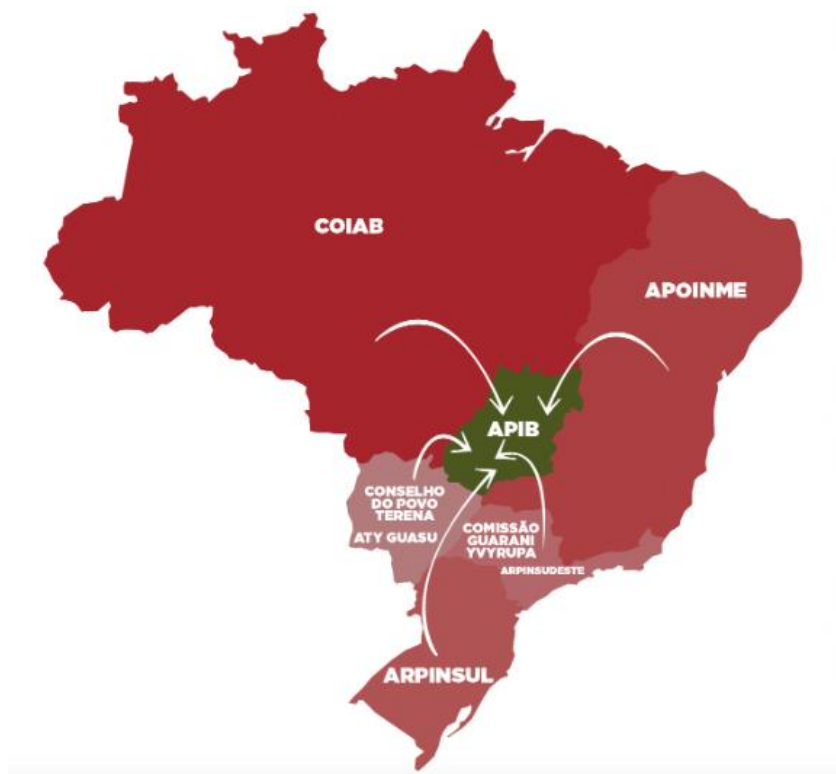 COIAB
APOINME
APIB
CONSELHO
DO POVO
TERENA
ATY GUASU
COMISSÃO
GUARANI
YVYRUPA
ARPINSUDESTE
ARPINSUL